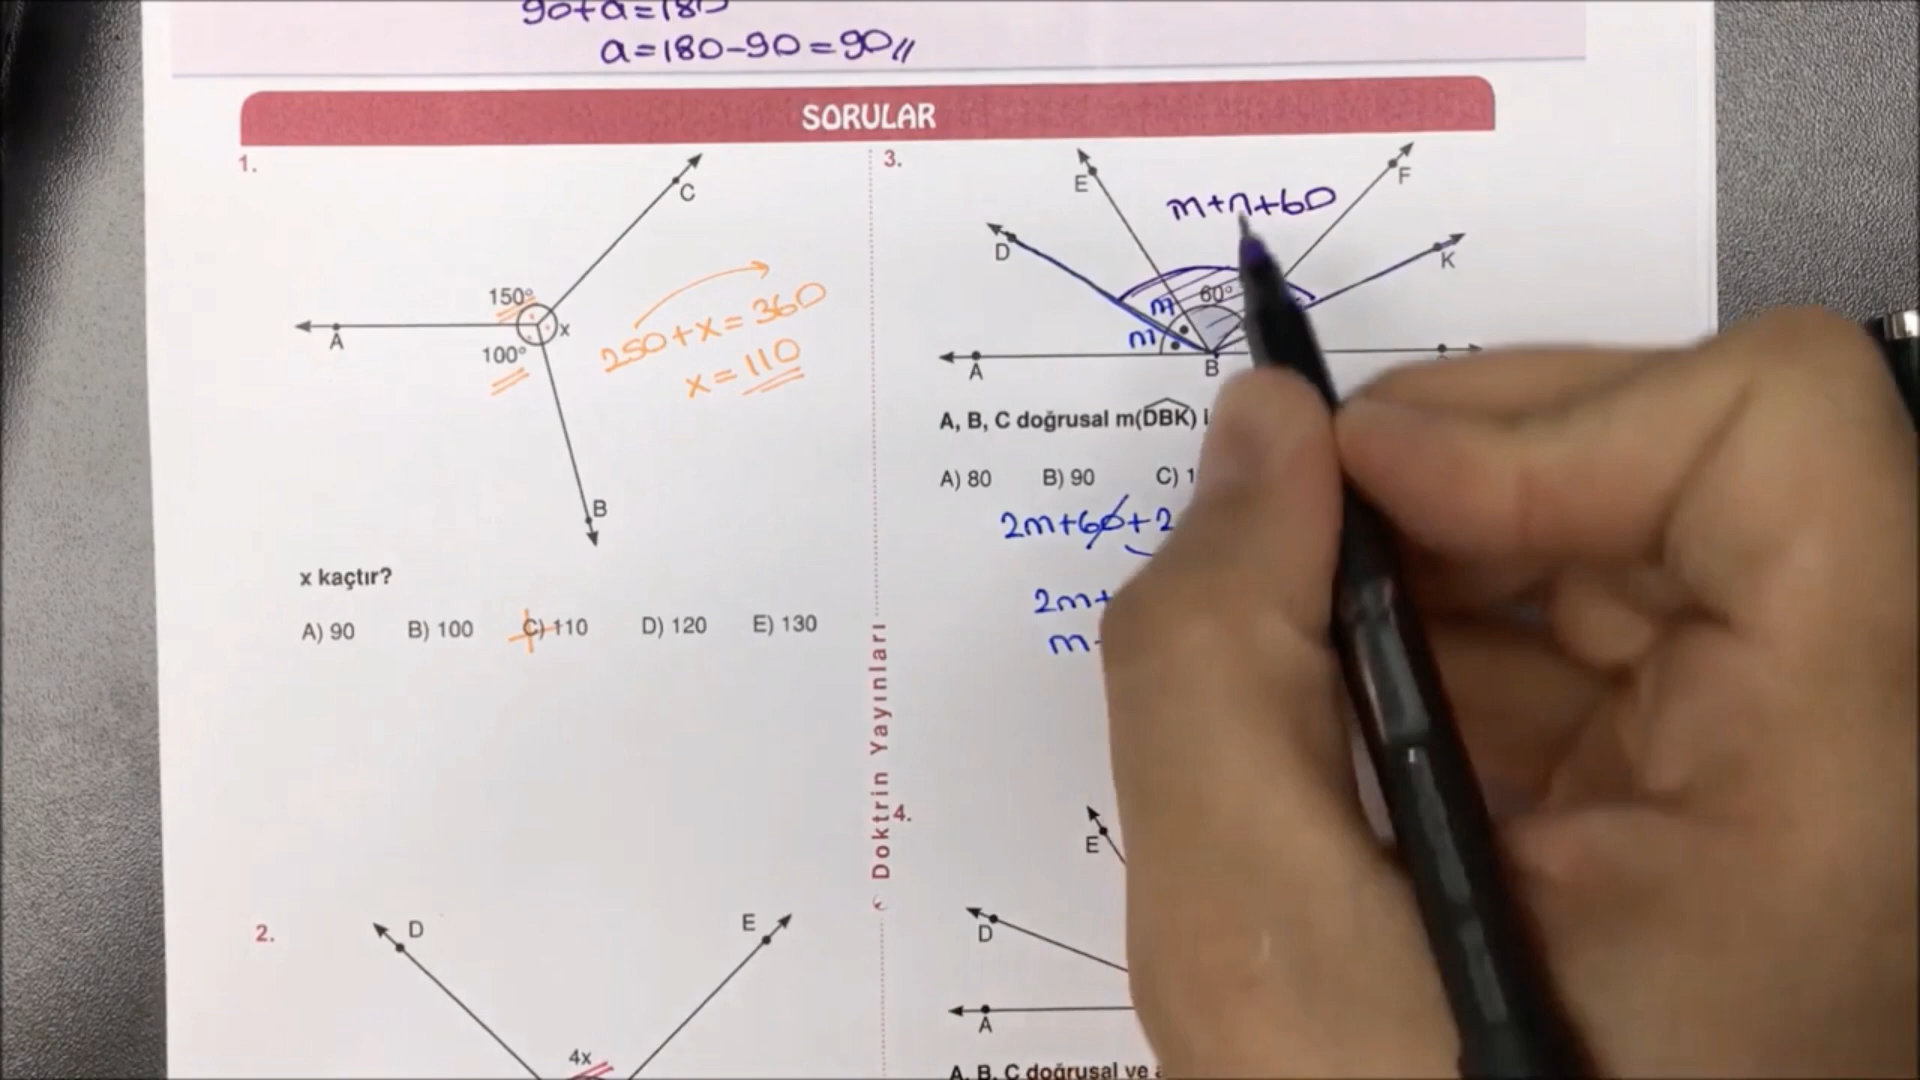 90+a=180
a=180-90=90//
SORULAR
1.
C
150°
A
x
100°
250+x=360
x=110
B
x kaçtır?
A) 90 B) 100 C) 110 D) 120 E) 130
2.
D
E
4x
Doktrin Yayınları
3.
E
F
m+n+60
D
K
m
60°
m
A
B
A, B, C doğrusal m(DBK)
A) 80 B) 90 C)
2m+60+2
2m+
m
4.
E
D
A
A, B, C doğrusal ve